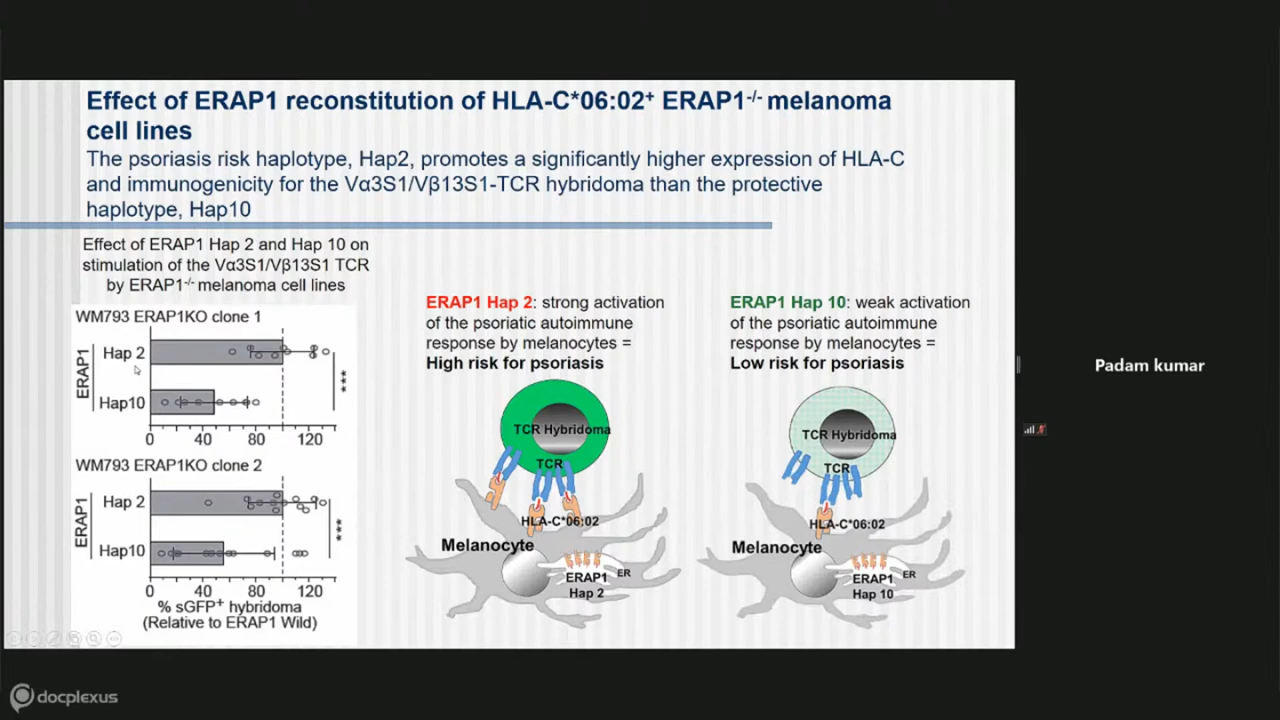 Effect of ERAP1 reconstitution of HLA-C*06:02⁺ ERAP1⁻/⁻ melanoma
cell lines
The psoriasis risk haplotype, Hap2, promotes a significantly higher expression of HLA-C
and immunogenicity for the Vα3S1/Vβ13S1-TCR hybridoma than the protective
haplotype, Hap10
Effect of ERAP1 Hap 2 and Hap 10 on
stimulation of the Vα3S1/Vβ13S1 TCR
by ERAP1⁻/⁻ melanoma cell lines
WM793 ERAP1KO clone 1
ERAP1
Hap 2
Hap10
***
0 40 80 120
WM793 ERAP1KO clone 2
ERAP1
Hap 2
Hap10
***
0 40 80 120
% sGFP⁺ hybridoma
(Relative to ERAP1 Wild)
ERAP1 Hap 2: strong activation
of the psoriatic autoimmune
response by melanocytes =
High risk for psoriasis
TCR Hybridoma
TCR
HLA-C*06:02
Melanocyte
ERAP1
Hap 2
ER
ERAP1 Hap 10: weak activation
of the psoriatic autoimmune
response by melanocytes =
Low risk for psoriasis
TCR Hybridoma
TCR
HLA-C*06:02
Melanocyte
ERAP1
Hap 10
ER
Padam kumar
docplexus